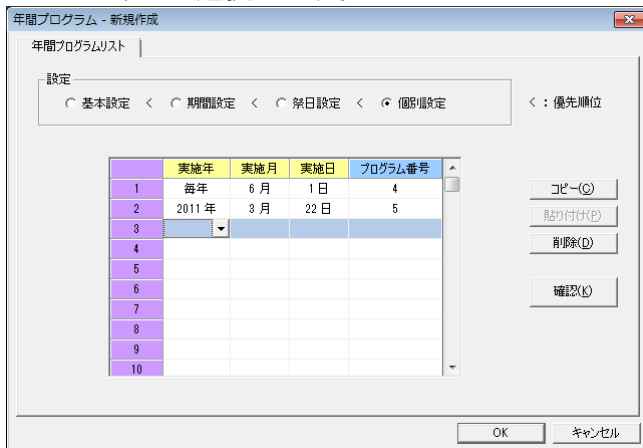 年間プログラム - 新規作成
年間プログラムリスト
設定
基本設定 < 期間設定 < 祭日設定 < 個別設定
< : 優先順位
実施年 実施月 実施日 プログラム番号
1 毎年 6 月 1 日 4
2 2011 年 3 月 22 日 5
3
4
5
6
7
8
9
10
コピー(C)
貼り付け(P)
削除(D)
確認(K)
OK キャンセル